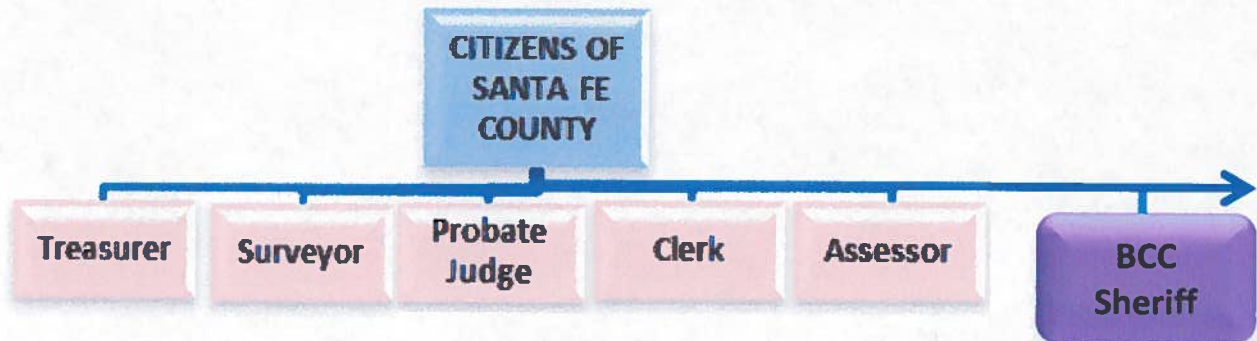 CITIZENS OF
SANTA FE
COUNTY
Treasurer
Surveyor
Probate
Judge
Clerk
Assessor
BCC
Sheriff